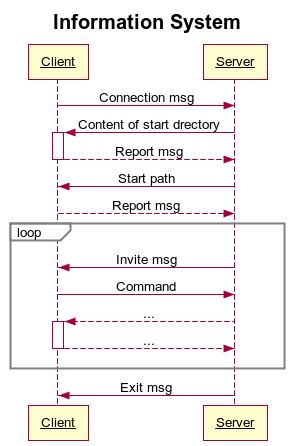 Information System
Client Server
Connection msg
Content of start drectory
Report msg
Start path
Report msg
loop
Invite msg
Command
...
...
Exit msg
Client Server